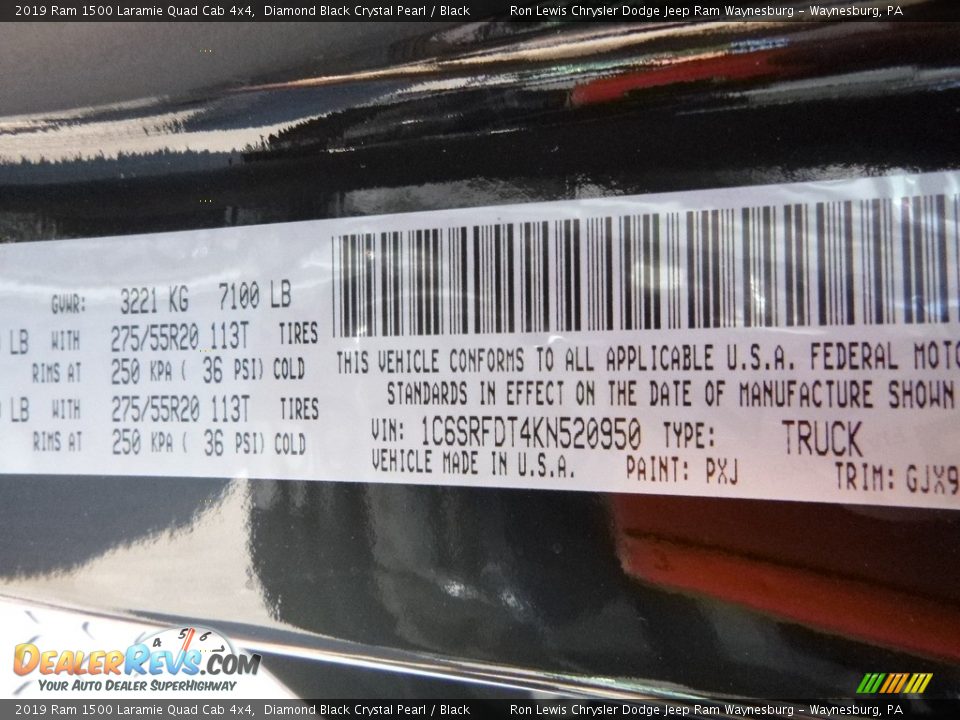 2019 Ram 1500 Laramie Quad Cab 4x4,  Diamond Black Crystal Pearl / Black    Ron Lewis Chrysler Dodge Jeep Ram Waynesburg - Waynesburg, PA
GVWR: 3221 KG 7100 LB
LB WITH 275/55R20 113T TIRES
RIMS AT 250 KPA ( 36 PSI) COLD
LB WITH 275/55R20 113T TIRES
RIMS AT 250 KPA ( 36 PSI) COLD
THIS VEHICLE CONFORMS TO ALL APPLICABLE U.S.A. FEDERAL MOTO
STANDARDS IN EFFECT ON THE DATE OF MANUFACTURE SHOWN
VIN: 1C6SRFDT4KN520950 TYPE: TRUCK
VEHICLE MADE IN U.S.A. PAINT: PXJ TRIM: GJX9
4 5 6
DEALERREVS.COM
YOUR AUTO DEALER SUPERHIGHWAY
2019 Ram 1500 Laramie Quad Cab 4x4,  Diamond Black Crystal Pearl / Black    Ron Lewis Chrysler Dodge Jeep Ram Waynesburg - Waynesburg, PA